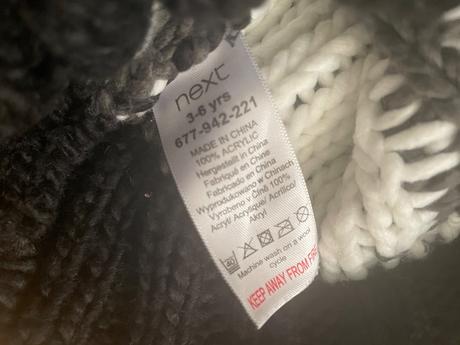 next
3-6 yrs
677-942-221
MADE IN CHINA
100% ACRYLIC
Hergestellt in China
Fabriqué en Chine
Fabricado en China
Wyprodukowano w Chinach
Vyrobeno v Číně 100%
Acryl/ Acrylique/ Acrílico/
Akryl
40
Machine wash on a wool
cycle
KEEP AWAY FROM